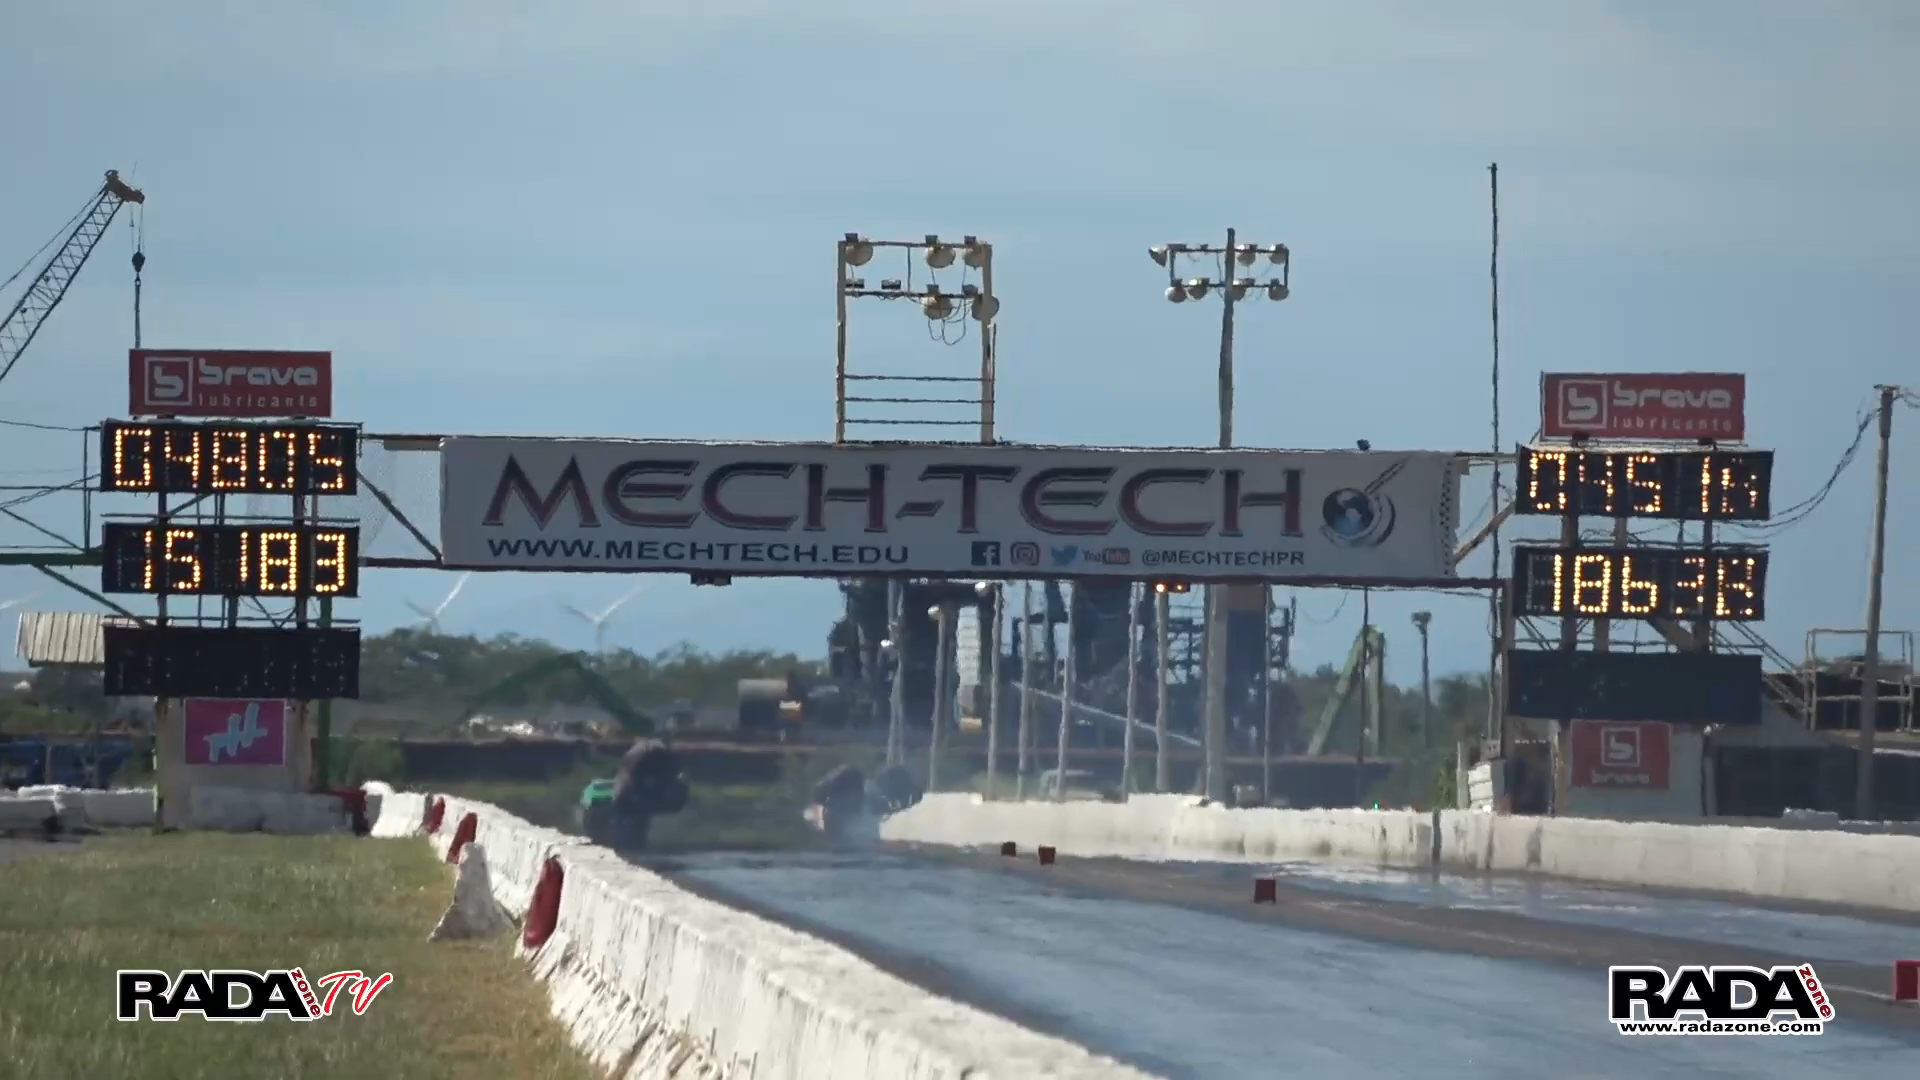 brava
lubricants
04805
15183
MECH-TECH
WWW.MECHTECH.EDU
YouTube
@MECHTECHPR
brava
lubricants
brava
RADA zone TV
RADA zone
www.radazone.com